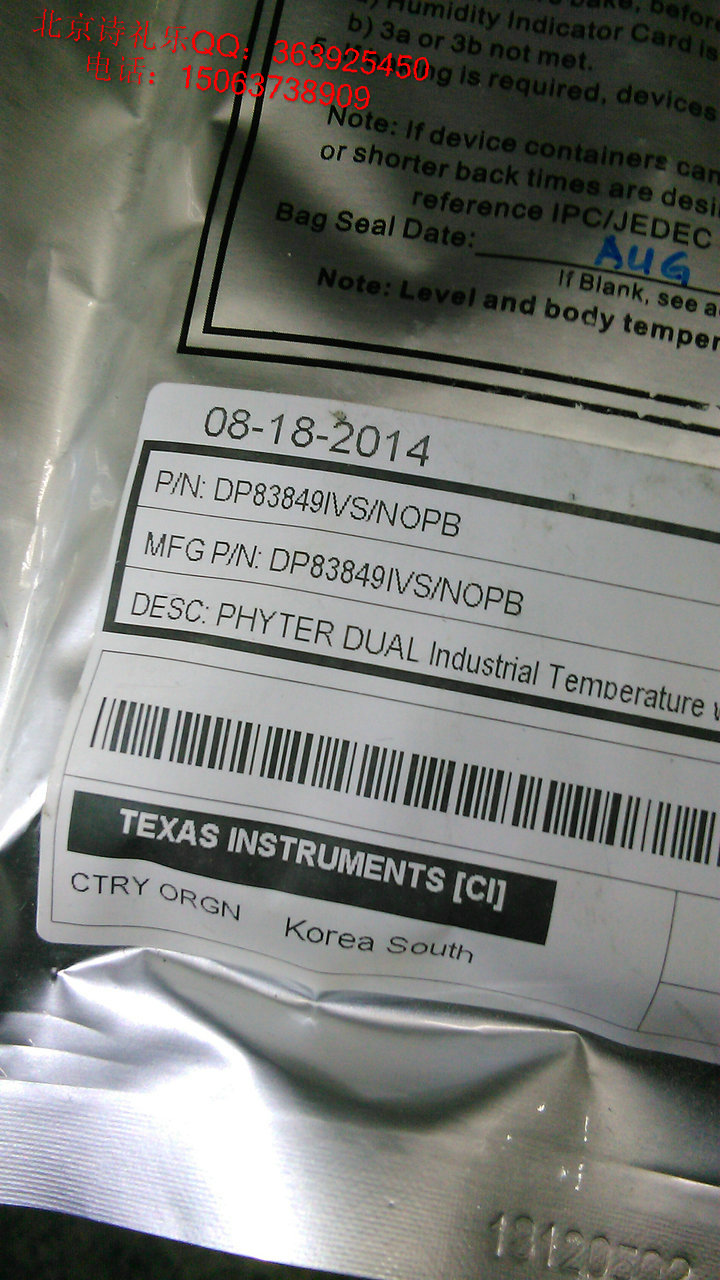 北京诗礼乐QQ：363925450
电话：15063738909
bake, before
Humidity Indicator Card is
b) 3a or 3b not met.
ing is required, devices
Note: If device containers can
or shorter back times are desi
reference IPC/JEDEC
Bag Seal Date:
AUG
If Blank, see a
Note: Level and body temper
08-18-2014
P/N: DP83849IVS/NOPB
MFG P/N: DP83849IVS/NOPB
DESC: PHYTER DUAL Industrial Temperature w
TEXAS INSTRUMENTS [CI]
CTRY ORGN Korea South